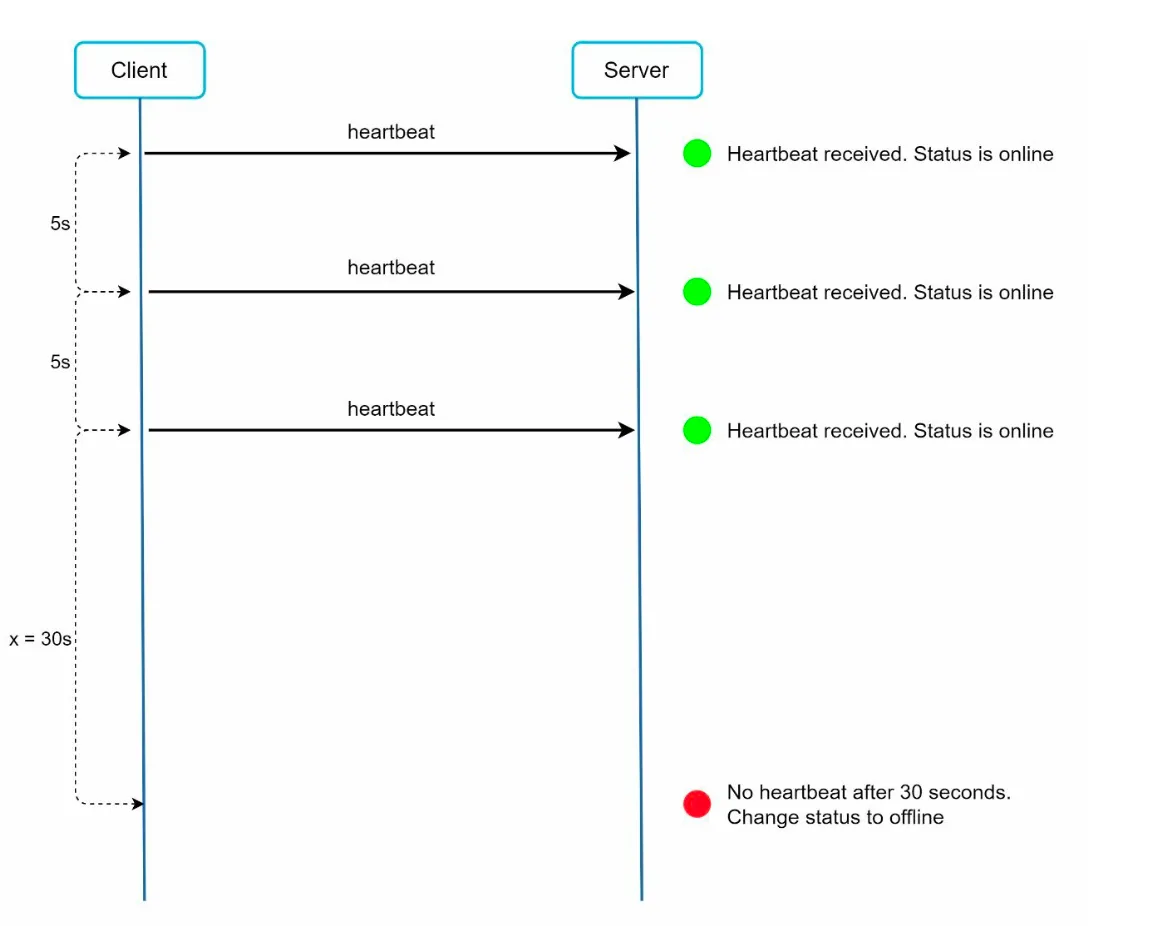 Client
Server
heartbeat
Heartbeat received. Status is online
5s
heartbeat
Heartbeat received. Status is online
5s
heartbeat
Heartbeat received. Status is online
x = 30s
No heartbeat after 30 seconds.
Change status to offline